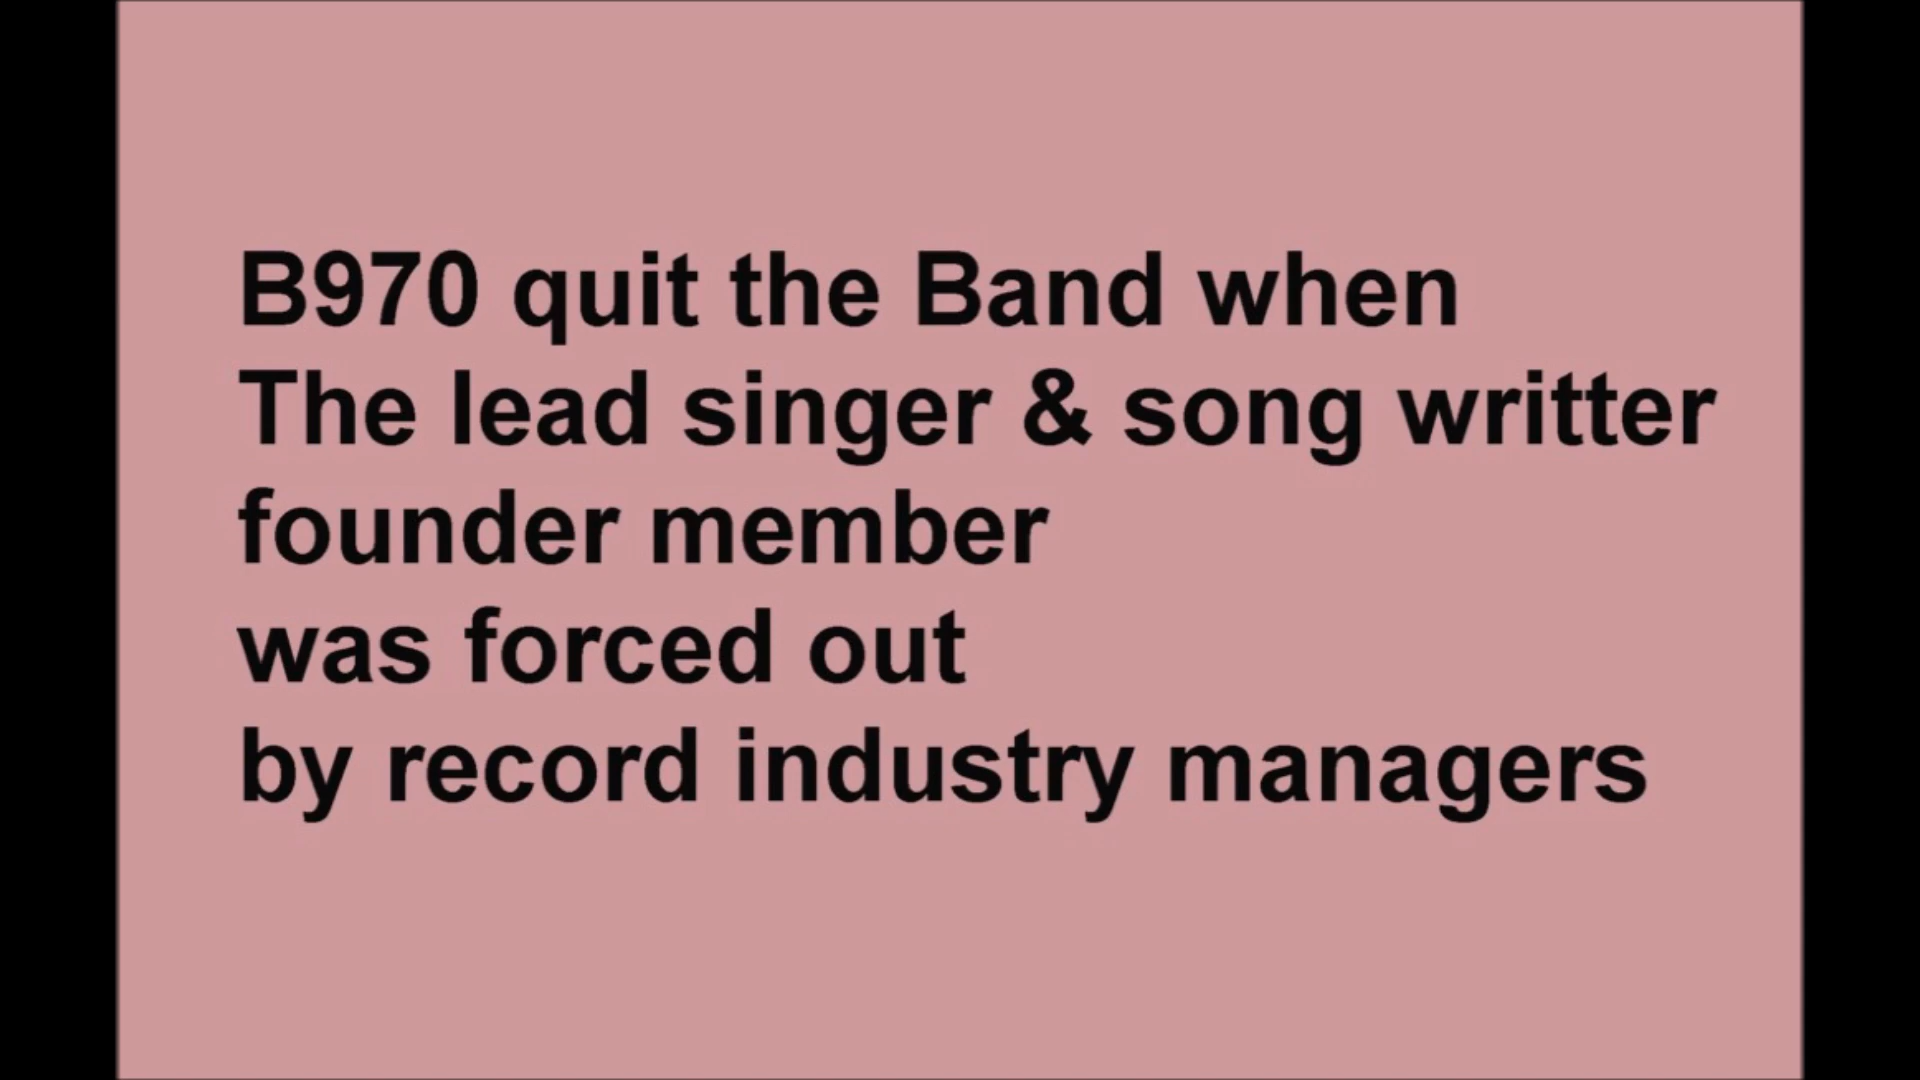 B970 quit the Band when
The lead singer & song writter
founder member
was forced out
by record industry managers